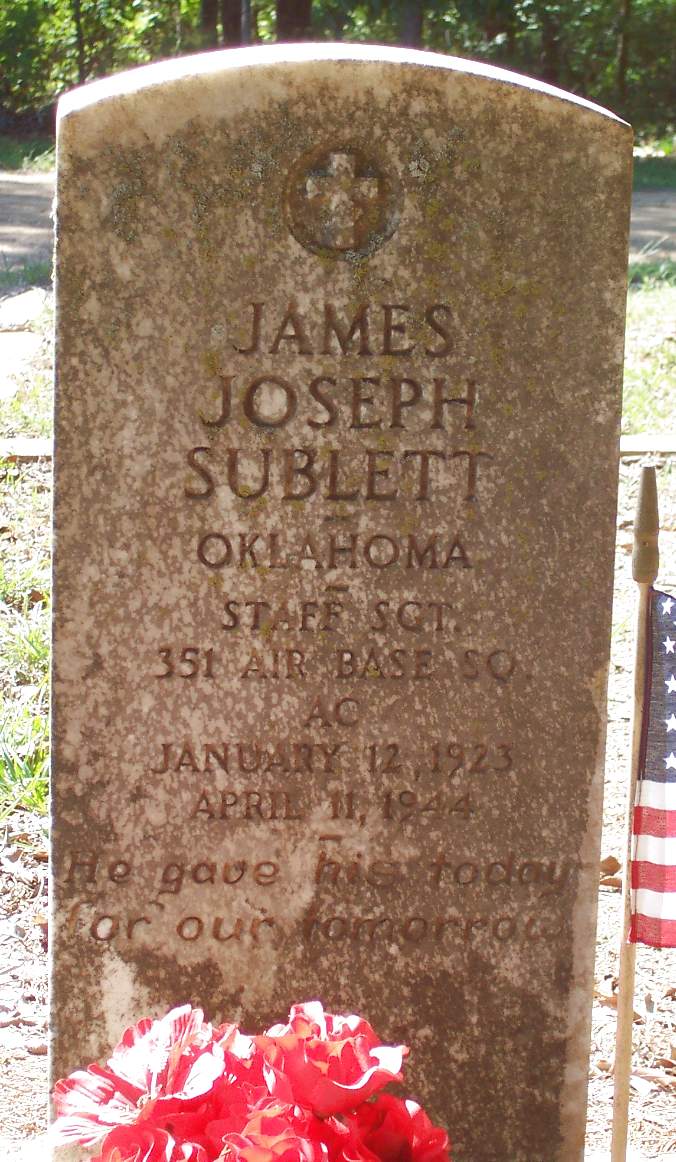 JAMES
JOSEPH
SUBLETT
OKLAHOMA
STAFF SGT.
351 AIR BASE SQ.
AC
JANUARY 12, 1923
APRIL 11, 1944
He gave his today
for our tomorrow